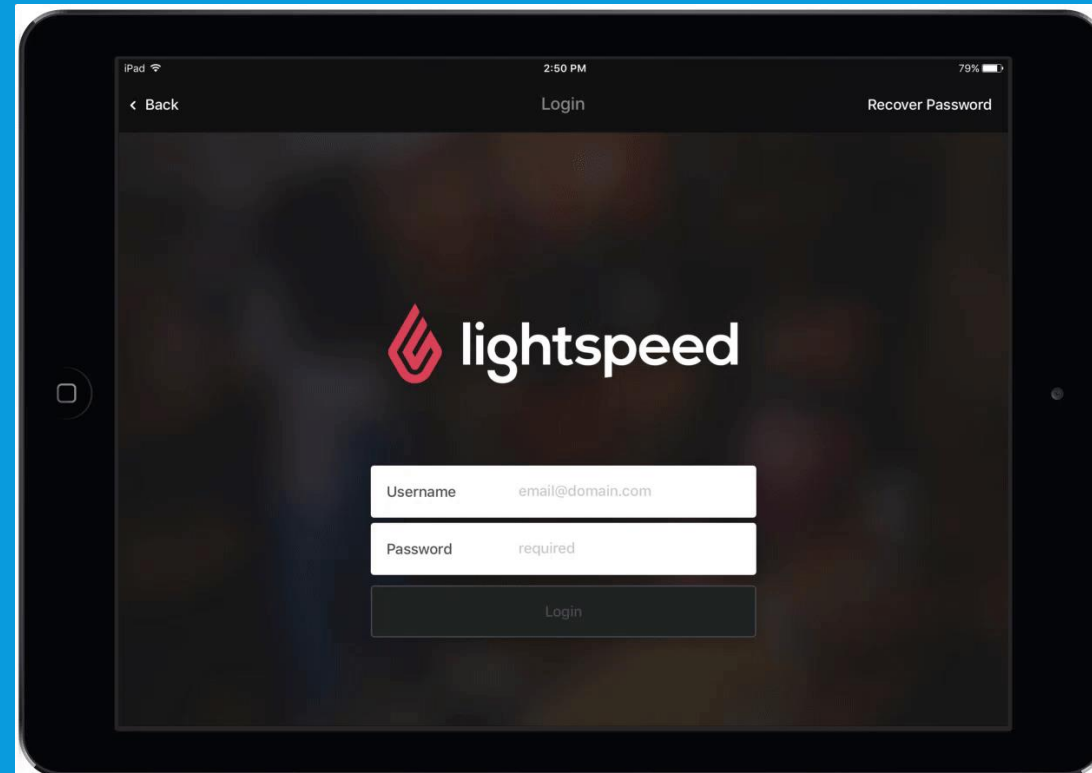 iPad 2:50 PM 79%
< Back Login Recover Password
lightspeed
Username email@domain.com
Password required
Login